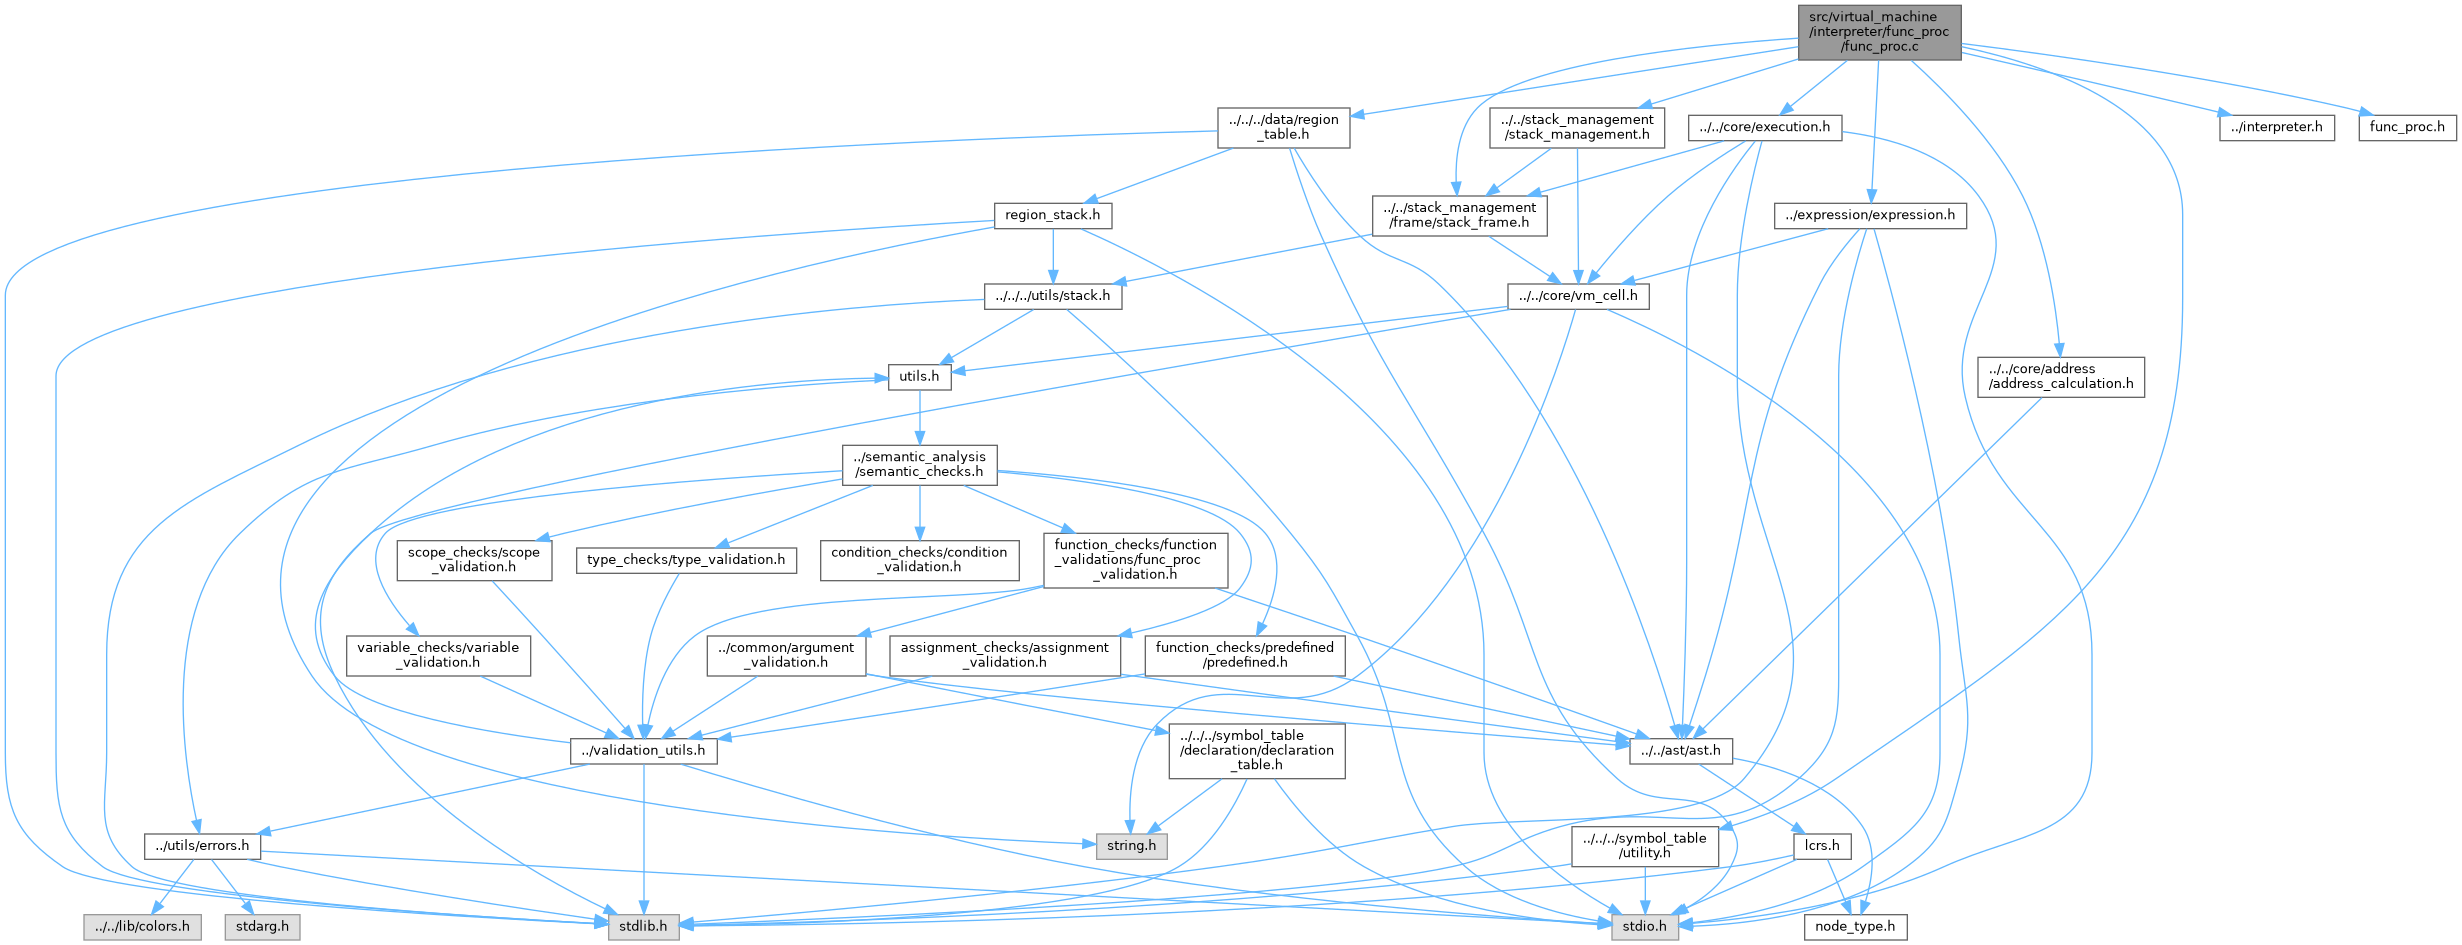 src/virtual_machine
/interpreter/func_proc
/func_proc.c
../../../data/region
_table.h
../../stack_management
/stack_management.h
../../core/execution.h
../interpreter.h
func_proc.h
region_stack.h
../../stack_management
/frame/stack_frame.h
../expression/expression.h
../../../utils/stack.h
../../core/vm_cell.h
utils.h
../../core/address
/address_calculation.h
../semantic_analysis
/semantic_checks.h
scope_checks/scope
_validation.h
type_checks/type_validation.h
condition_checks/condition
_validation.h
function_checks/function
_validations/func_proc
_validation.h
variable_checks/variable
_validation.h
../common/argument
_validation.h
assignment_checks/assignment
_validation.h
function_checks/predefined
/predefined.h
../validation_utils.h
../../../symbol_table
/declaration/declaration
_table.h
../../ast/ast.h
../utils/errors.h
string.h
../../../symbol_table
/utility.h
lcrs.h
../../lib/colors.h
stdarg.h
stdlib.h
stdio.h
node_type.h